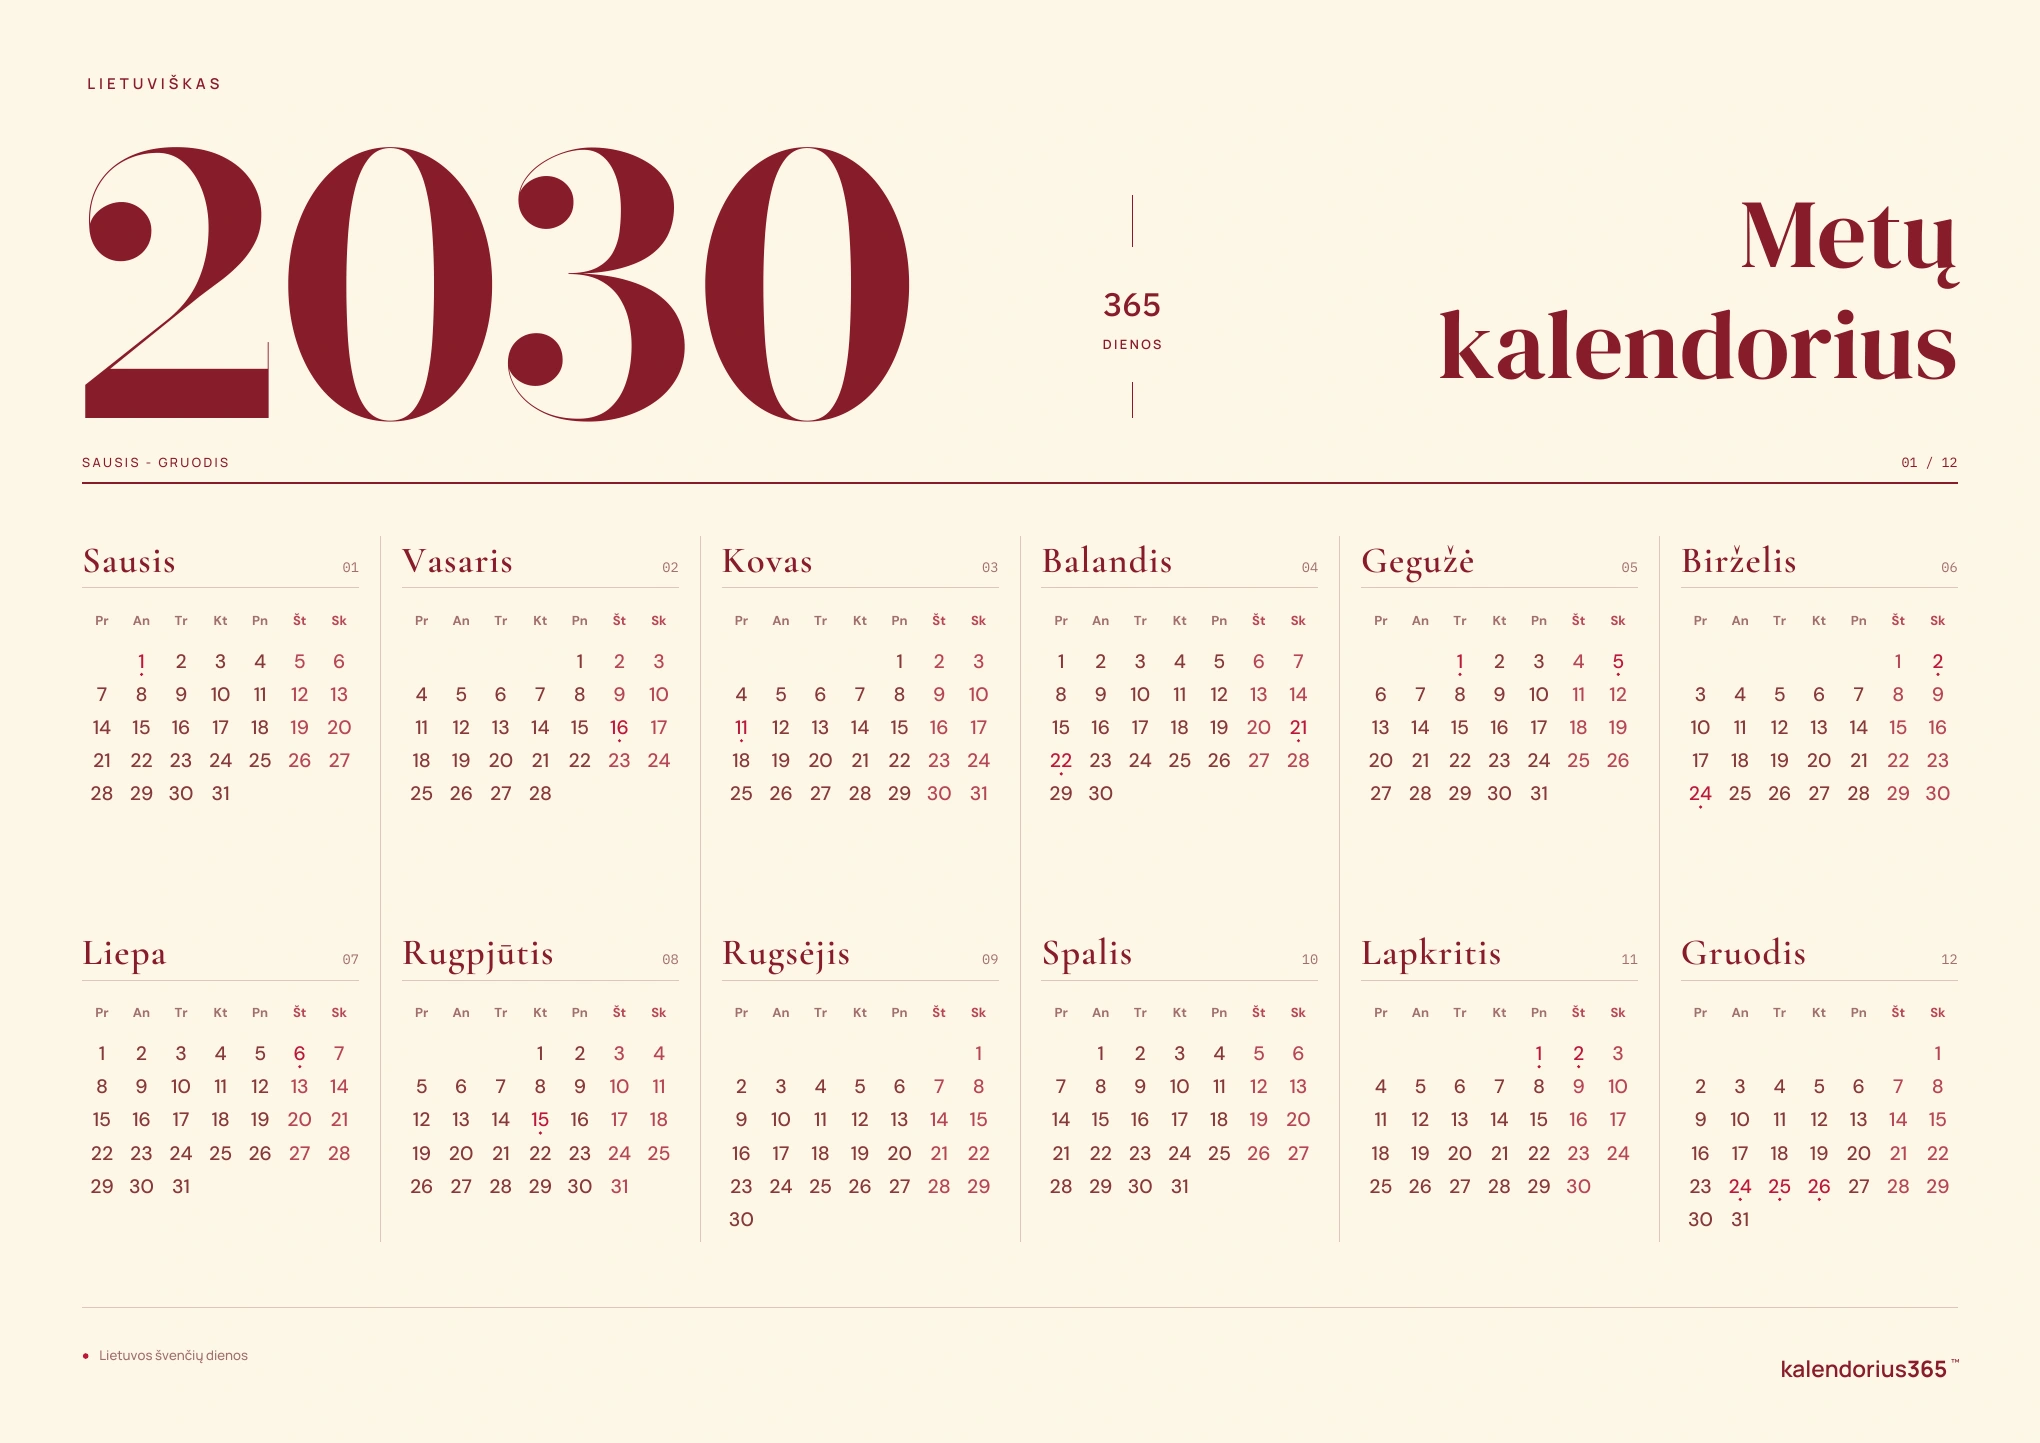 LIETUVIŠKAS
2030
365
DIENOS
Metų
kalendorius
SAUSIS - GRUODIS
01 / 12
Sausis 01
Pr An Tr Kt Pn Št Sk
1 2 3 4 5 6
7 8 9 10 11 12 13
14 15 16 17 18 19 20
21 22 23 24 25 26 27
28 29 30 31
Vasaris 02
Pr An Tr Kt Pn Št Sk
1 2 3
4 5 6 7 8 9 10
11 12 13 14 15 16 17
18 19 20 21 22 23 24
25 26 27 28
Kovas 03
Pr An Tr Kt Pn Št Sk
1 2 3
4 5 6 7 8 9 10
11 12 13 14 15 16 17
18 19 20 21 22 23 24
25 26 27 28 29 30 31
Balandis 04
Pr An Tr Kt Pn Št Sk
1 2 3 4 5 6 7
8 9 10 11 12 13 14
15 16 17 18 19 20 21
22 23 24 25 26 27 28
29 30
Gegužė 05
Pr An Tr Kt Pn Št Sk
1 2 3 4 5
6 7 8 9 10 11 12
13 14 15 16 17 18 19
20 21 22 23 24 25 26
27 28 29 30 31
Birželis 06
Pr An Tr Kt Pn Št Sk
1 2
3 4 5 6 7 8 9
10 11 12 13 14 15 16
17 18 19 20 21 22 23
24 25 26 27 28 29 30
Liepa 07
Pr An Tr Kt Pn Št Sk
1 2 3 4 5 6 7
8 9 10 11 12 13 14
15 16 17 18 19 20 21
22 23 24 25 26 27 28
29 30 31
Rugpjūtis 08
Pr An Tr Kt Pn Št Sk
1 2 3 4
5 6 7 8 9 10 11
12 13 14 15 16 17 18
19 20 21 22 23 24 25
26 27 28 29 30 31
Rugsėjis 09
Pr An Tr Kt Pn Št Sk
1
2 3 4 5 6 7 8
9 10 11 12 13 14 15
16 17 18 19 20 21 22
23 24 25 26 27 28 29
30
Spalis 10
Pr An Tr Kt Pn Št Sk
1 2 3 4 5 6
7 8 9 10 11 12 13
14 15 16 17 18 19 20
21 22 23 24 25 26 27
28 29 30 31
Lapkritis 11
Pr An Tr Kt Pn Št Sk
1 2 3
4 5 6 7 8 9 10
11 12 13 14 15 16 17
18 19 20 21 22 23 24
25 26 27 28 29 30
Gruodis 12
Pr An Tr Kt Pn Št Sk
1
2 3 4 5 6 7 8
9 10 11 12 13 14 15
16 17 18 19 20 21 22
23 24 25 26 27 28 29
30 31
Lietuvos švenčių dienos
kalendorius365™